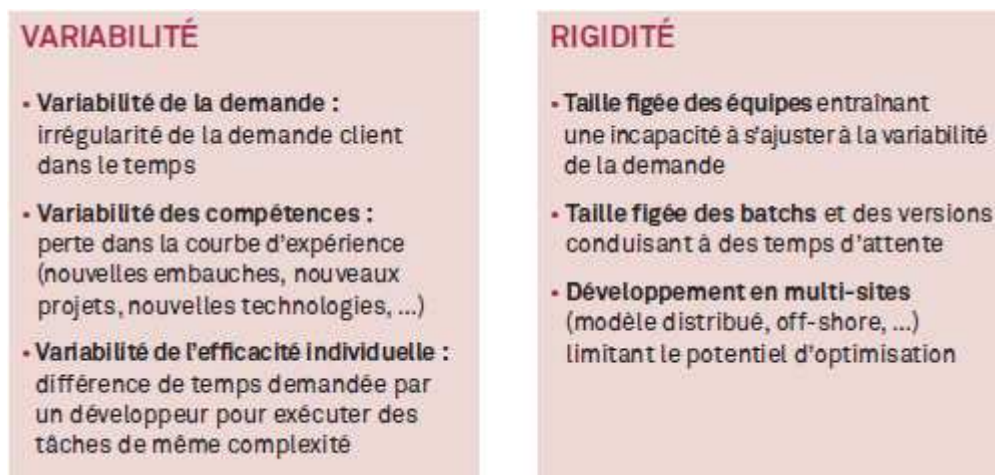 VARIABILITÉ
• Variabilité de la demande :
irrégularité de la demande client
dans le temps
• Variabilité des compétences :
perte dans la courbe d'expérience
(nouvelles embauches, nouveaux
projets, nouvelles technologies, ...)
• Variabilité de l'efficacité individuelle :
différence de temps demandée par
un développeur pour exécuter des
tâches de même complexité
RIGIDITÉ
• Taille figée des équipes entraînant
une incapacité à s'ajuster à la variabilité
de la demande
• Taille figée des batchs et des versions
conduisant à des temps d'attente
• Développement en multi-sites
(modèle distribué, off-shore, ...)
limitant le potentiel d'optimisation